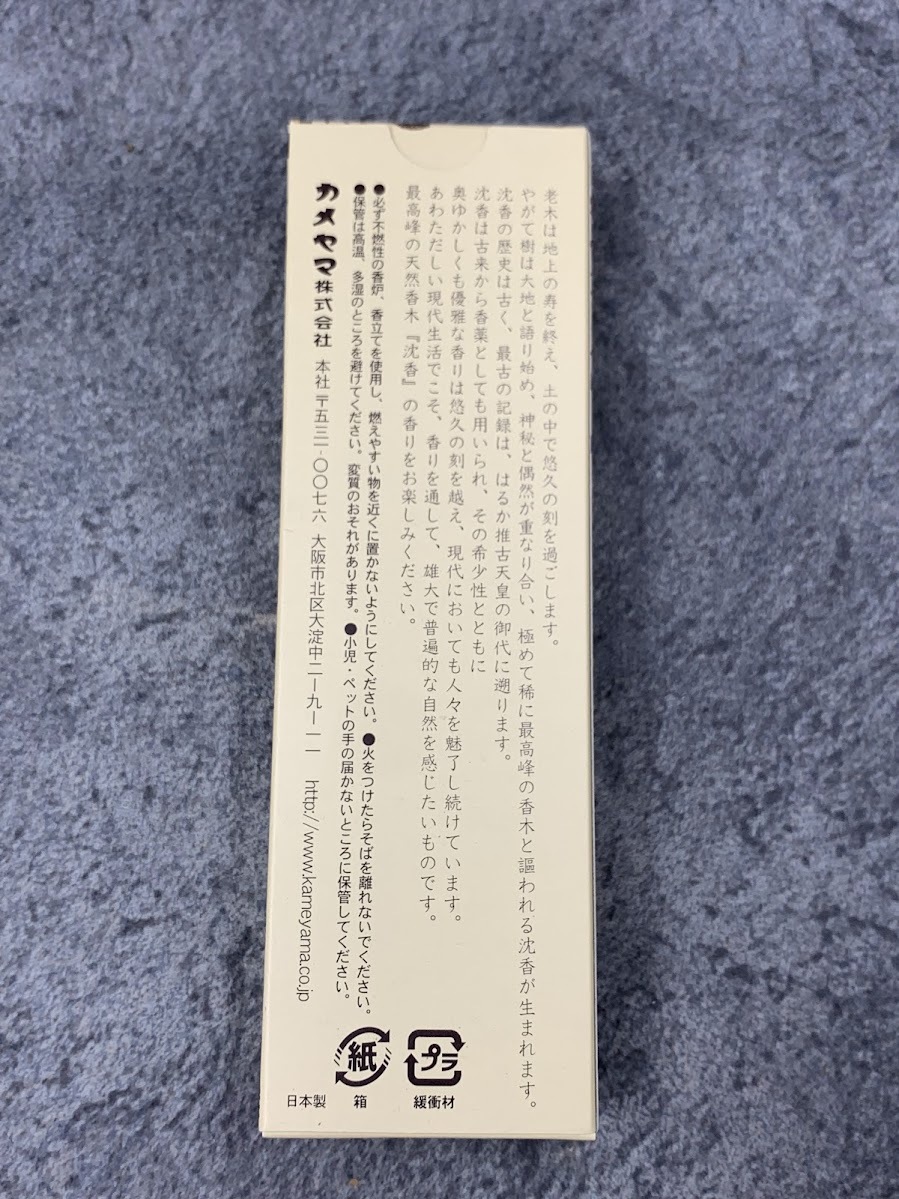 老木は地上の寿を終え、土の中で悠久の刻を過ごします。
やがて樹は大地と語り始め、神秘と偶然が重なり合い、極めて稀に最高峰の香木と謳われる沈香が生まれます。
沈香の歴史は古く、最古の記録は、はるか推古天皇の御代に遡ります。
沈香は古来から香薬としても用いられ、その希少性とともに
奥ゆかしくも優雅な香りは悠久の刻を越え、現代においても人々を魅了し続けています。
あわただしい現代生活でこそ、香りを通して、雄大で普遍的な自然を感じたいものです。
最高峰の天然香木『沈香』の香りをお楽しみください。
●必ず不燃性の香炉、香立てを使用し、燃えやすい物を近くに置かないようにしてください。●火をつけたらそばを離れないでください。
●保管は高温、多湿のところを避けてください。変質のおそれがあります。●小児・ペットの手の届かないところに保管してください。
カメヤマ株式会社 本社 〒五三一-〇〇七六 大阪市北区大淀中二ー九ー一一 http://www.kameyama.co.jp
プラ
緩衝材
紙
箱
日本製